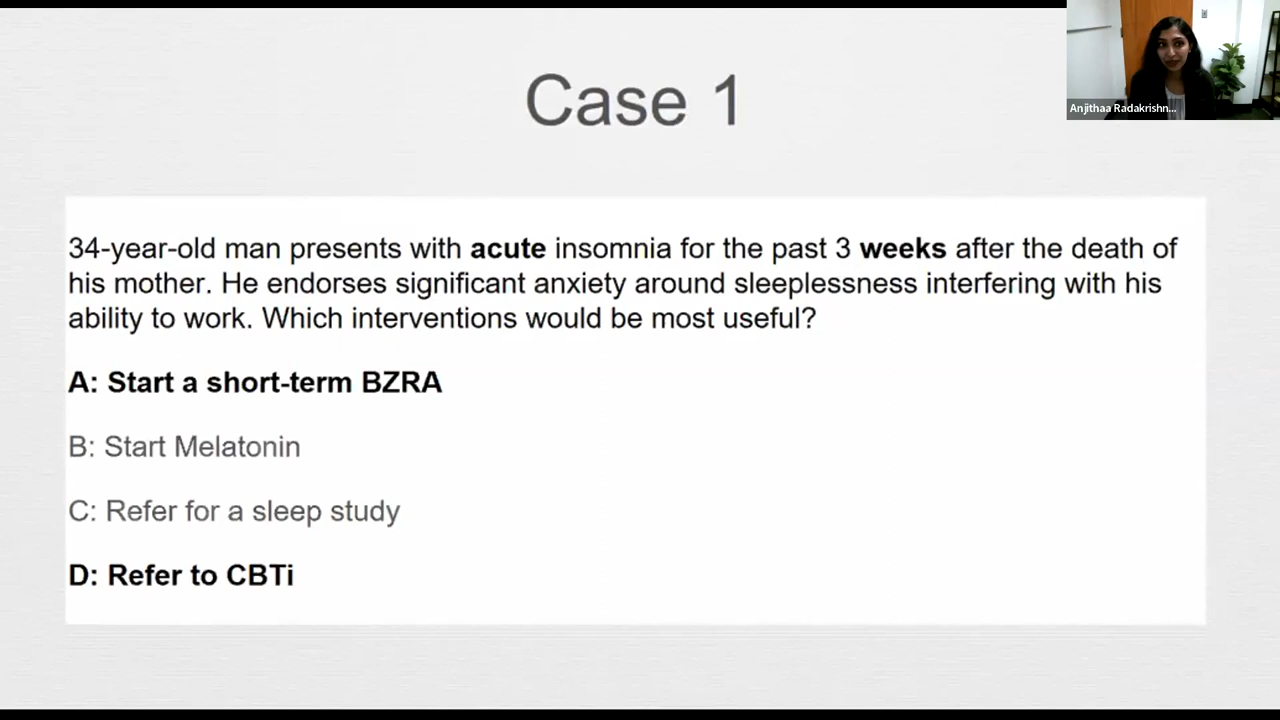 Case 1
Anjithaa Radakrishn...
34-year-old man presents with acute insomnia for the past 3 weeks after the death of
his mother. He endorses significant anxiety around sleeplessness interfering with his
ability to work. Which interventions would be most useful?
A: Start a short-term BZRA
B: Start Melatonin
C: Refer for a sleep study
D: Refer to CBTi